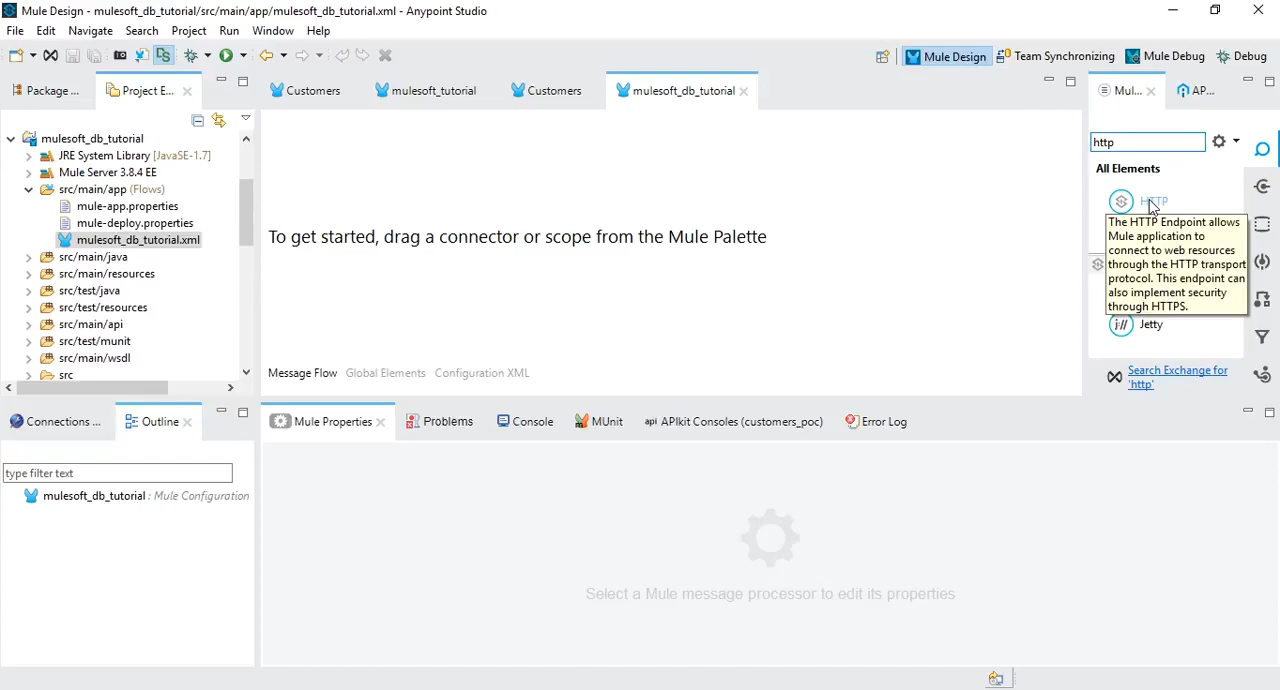 Mule Design - mulesoft_db_tutorial/src/main/app/mulesoft_db_tutorial.xml - Anypoint Studio
File Edit Navigate Search Project Run Window Help
Mule Design Team Synchronizing Mule Debug Debug
Package ... Project E...
Customers mulesoft_tutorial Customers mulesoft_db_tutorial
Mul... AP...
mulesoft_db_tutorial
JRE System Library [JavaSE-1.7]
Mule Server 3.8.4 EE
src/main/app (Flows)
mule-app.properties
mule-deploy.properties
mulesoft_db_tutorial.xml
src/main/java
src/main/resources
src/test/java
src/test/resources
src/main/api
src/test/munit
src/main/wsdl
src
To get started, drag a connector or scope from the Mule Palette
Message Flow Global Elements Configuration XML
http
All Elements
HTTP
The HTTP Endpoint allows
Mule application to
connect to web resources
through the HTTP transport
protocol. This endpoint can
also implement security
through HTTPS.
Jetty
Search Exchange for
'http'
Connections ... Outline
type filter text
mulesoft_db_tutorial : Mule Configuration
Mule Properties Problems Console MUnit api APIkit Consoles (customers_poc) Error Log
Select a Mule message processor to edit its properties